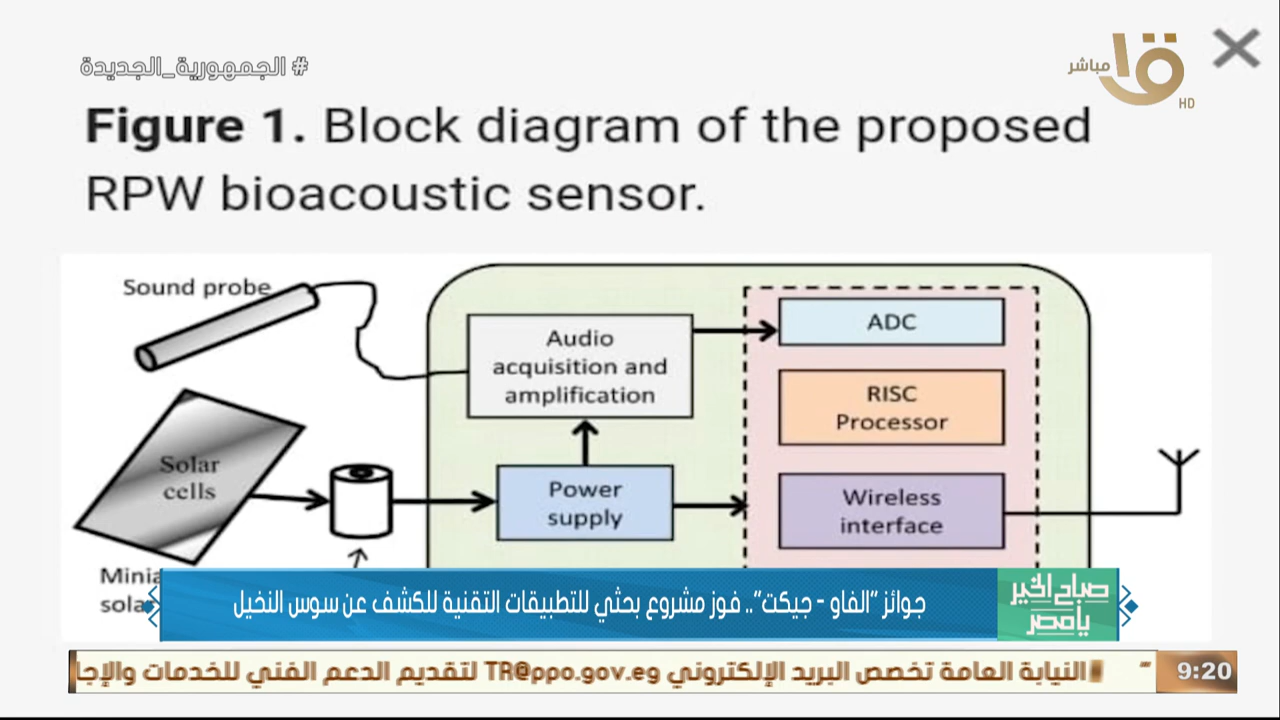 # الجمهورية_الجديدة
مباشر
HD
Figure 1. Block diagram of the proposed
RPW bioacoustic sensor.
Sound probe
Audio
acquisition and
amplification
ADC
RISC
Processor
Solar
cells
Power
supply
Wireless
interface
صباح الخير
يا مصر
جوائز "الفاو - جيكت".. فوز مشروع بحثي للتطبيقات التقنية للكشف عن سوس النخيل
9:20
النيابة العامة تخصص البريد الإلكتروني TR@ppo.gov.eg لتقديم الدعم الفني للخدمات